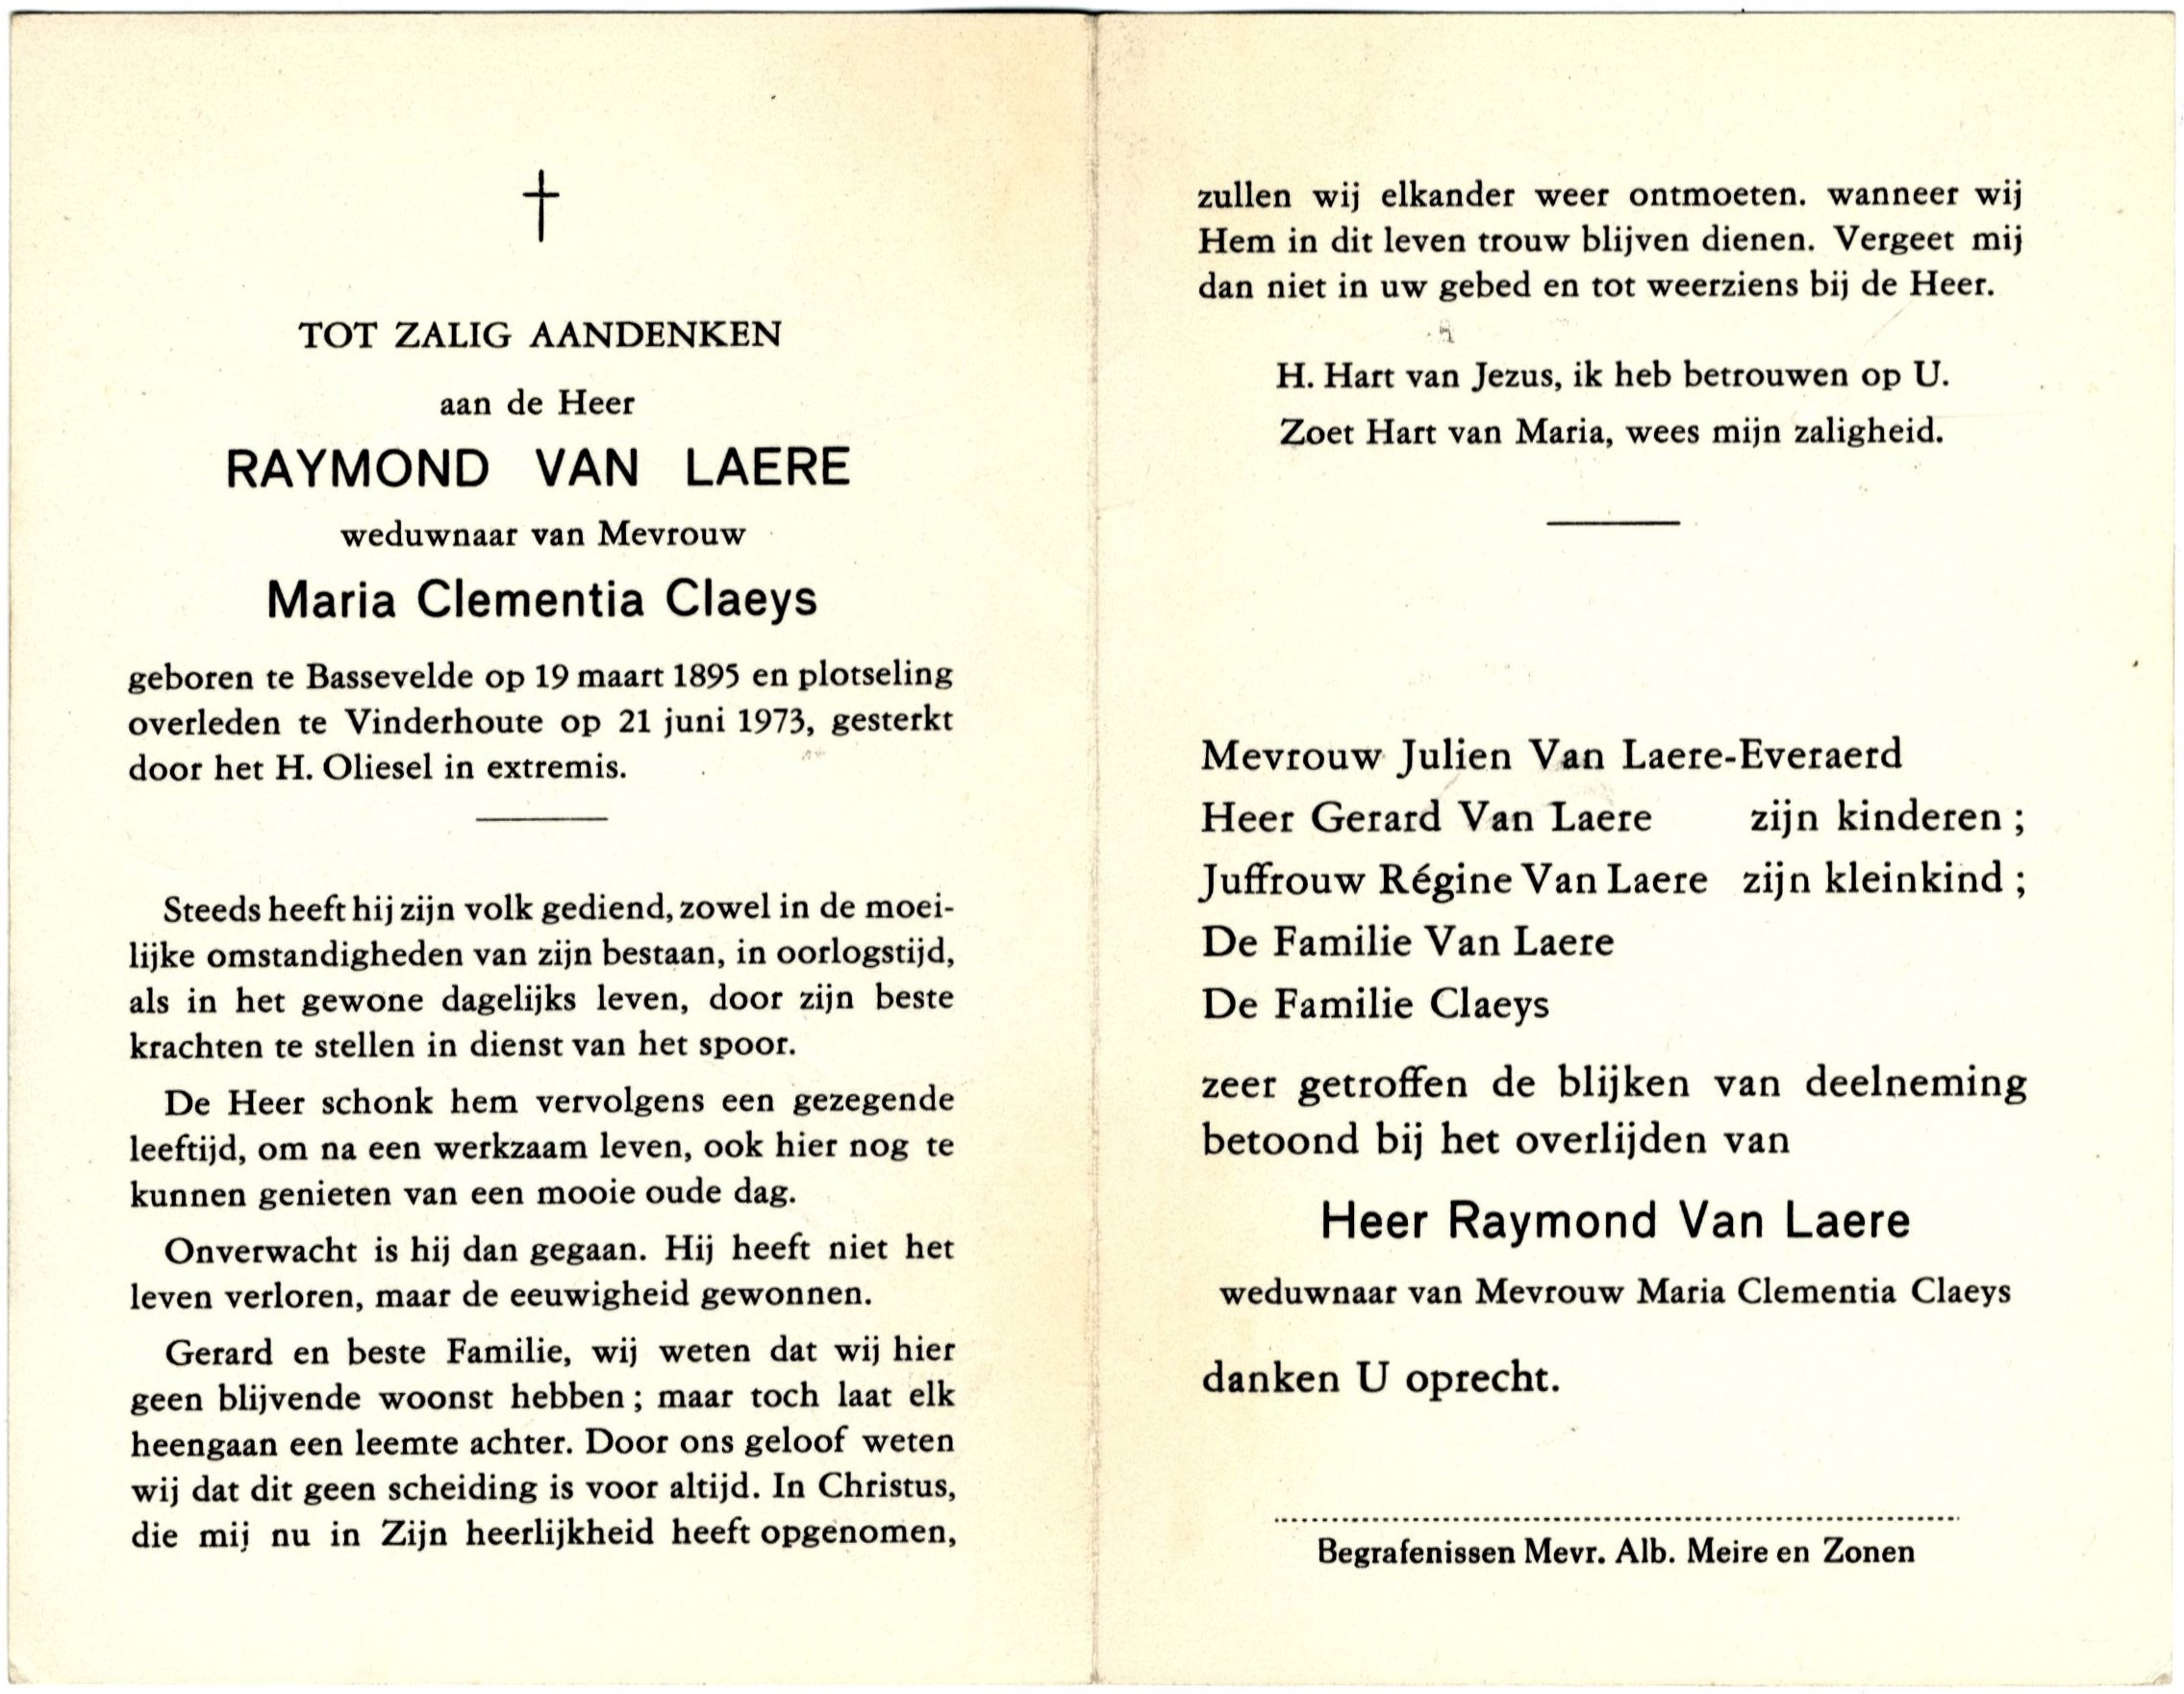 TOT ZALIG AANDENKEN
aan de Heer
RAYMOND VAN LAERE
weduwnaar van Mevrouw
Maria Clementia Claeys
geboren te Bassevelde op 19 maart 1895 en plotseling
overleden te Vinderhoute op 21 juni 1973, gesterkt
door het H. Oliesel in extremis.
Steeds heeft hij zijn volk gediend, zowel in de moei-
lijke omstandigheden van zijn bestaan, in oorlogstijd,
als in het gewone dagelijks leven, door zijn beste
krachten te stellen in dienst van het spoor.
De Heer schonk hem vervolgens een gezegende
leeftijd, om na een werkzaam leven, ook hier nog te
kunnen genieten van een mooie oude dag.
Onverwacht is hij dan gegaan. Hij heeft niet het
leven verloren, maar de eeuwigheid gewonnen.
Gerard en beste Familie, wij weten dat wij hier
geen blijvende woonst hebben ; maar toch laat elk
heengaan een leemte achter. Door ons geloof weten
wij dat dit geen scheiding is voor altijd. In Christus,
die mij nu in Zijn heerlijkheid heeft opgenomen,
zullen wij elkander weer ontmoeten. wanneer wij
Hem in dit leven trouw blijven dienen. Vergeet mij
dan niet in uw gebed en tot weerziens bij de Heer.
H. Hart van Jezus, ik heb betrouwen op U.
Zoet Hart van Maria, wees mijn zaligheid.
Mevrouw Julien Van Laere-Everaerd
Heer Gerard Van Laere zijn kinderen ;
Juffrouw Régine Van Laere zijn kleinkind ;
De Familie Van Laere
De Familie Claeys
zeer getroffen de blijken van deelneming
betoond bij het overlijden van
Heer Raymond Van Laere
weduwnaar van Mevrouw Maria Clementia Claeys
danken U oprecht.
Begrafenissen Mevr. Alb. Meire en Zonen